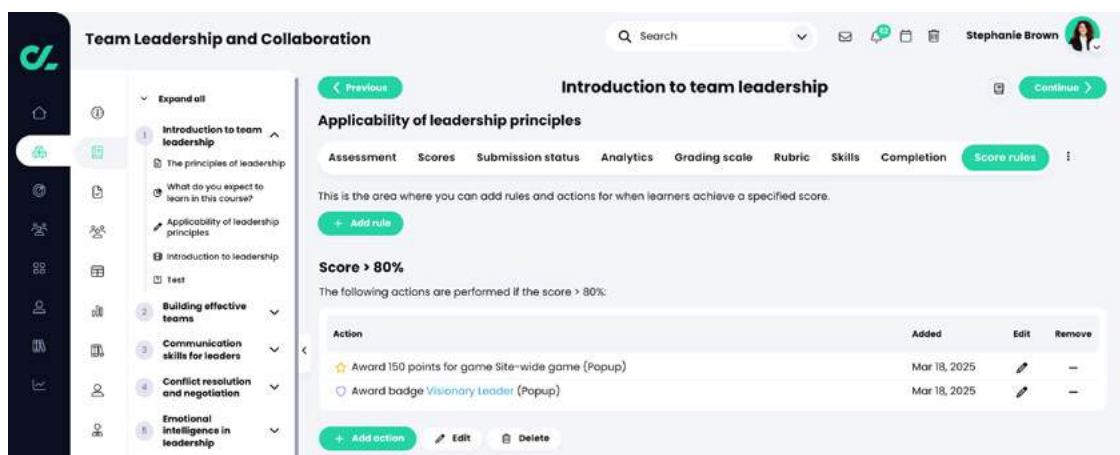 Team Leadership and Collaboration
Search
Stephanie Brown
Expand all
1 Introduction to team leadership
The principles of leadership
What do you expect to learn in this course?
Applicability of leadership principles
Introduction to leadership
Test
2 Building effective teams
3 Communication skills for leaders
4 Conflict resolution and negotiation
5 Emotional intelligence in leadership
Previous
Introduction to team leadership
Continue
Applicability of leadership principles
Assessment Scores Submission status Analytics Grading scale Rubric Skills Completion Score rules
This is the area where you can add rules and actions for when learners achieve a specified score.
+ Add rule
Score > 80%
The following actions are performed if the score > 80%:
Action Added Edit Remove
Award 150 points for game Site-wide game (Popup) Mar 18, 2025
Award badge Visionary Leader (Popup) Mar 18, 2025
+ Add action Edit Delete